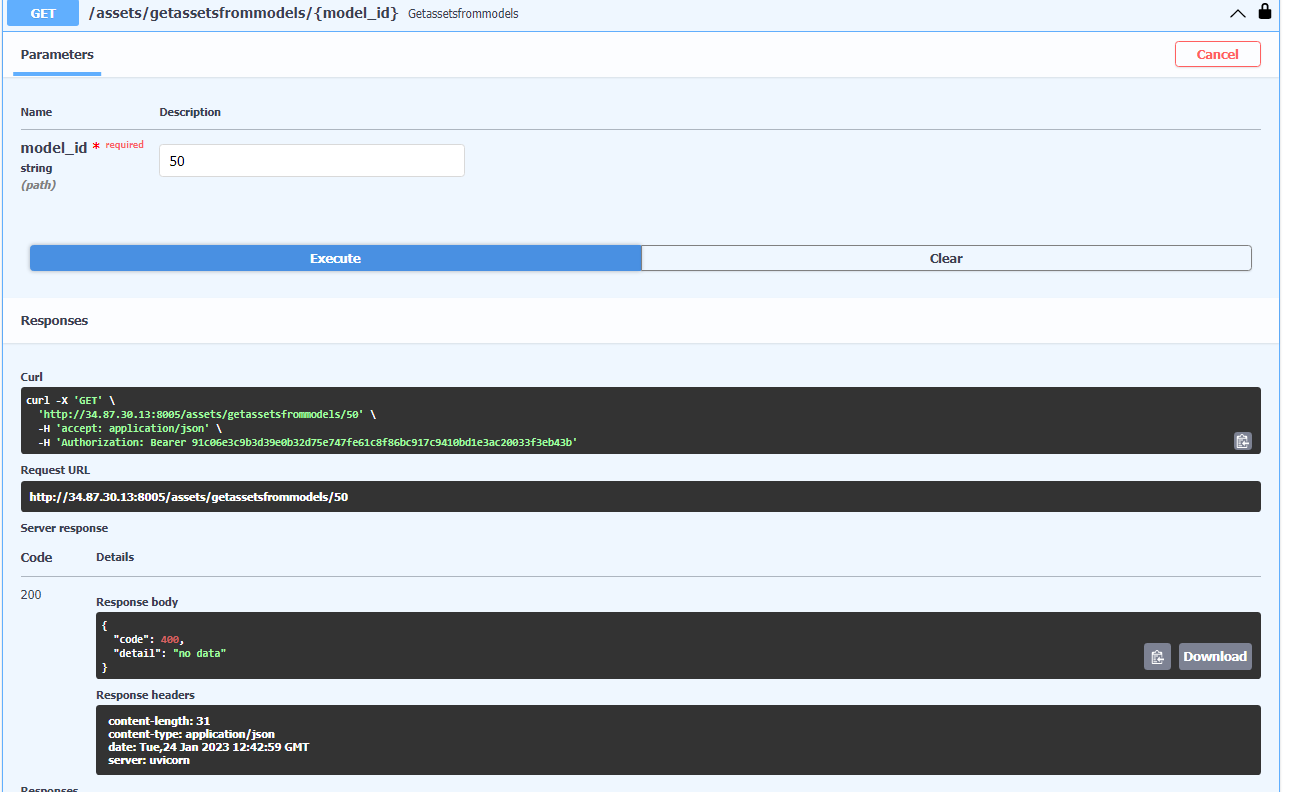 GET /assets/getassetsfrommodels/{model_id} Getassetsfrommodels
Parameters Cancel
Name Description
model_id * required 50
string
(path)
Execute Clear
Responses
Curl
curl -X 'GET' \
'http://34.87.30.13:8005/assets/getassetsfrommodels/50' \
-H 'accept: application/json' \
-H 'Authorization: Bearer 91c06e3c9b3d39e0b32d75e747fe61c8f86bc917c9410bd1e3ac20033f3eb43b'
Request URL
http://34.87.30.13:8005/assets/getassetsfrommodels/50
Server response
Code Details
200
Response body
{
"code": 400,
"detail": "no data"
}
Download
Response headers
content-length: 31
content-type: application/json
date: Tue,24 Jan 2023 12:42:59 GMT
server: uvicorn
Responses